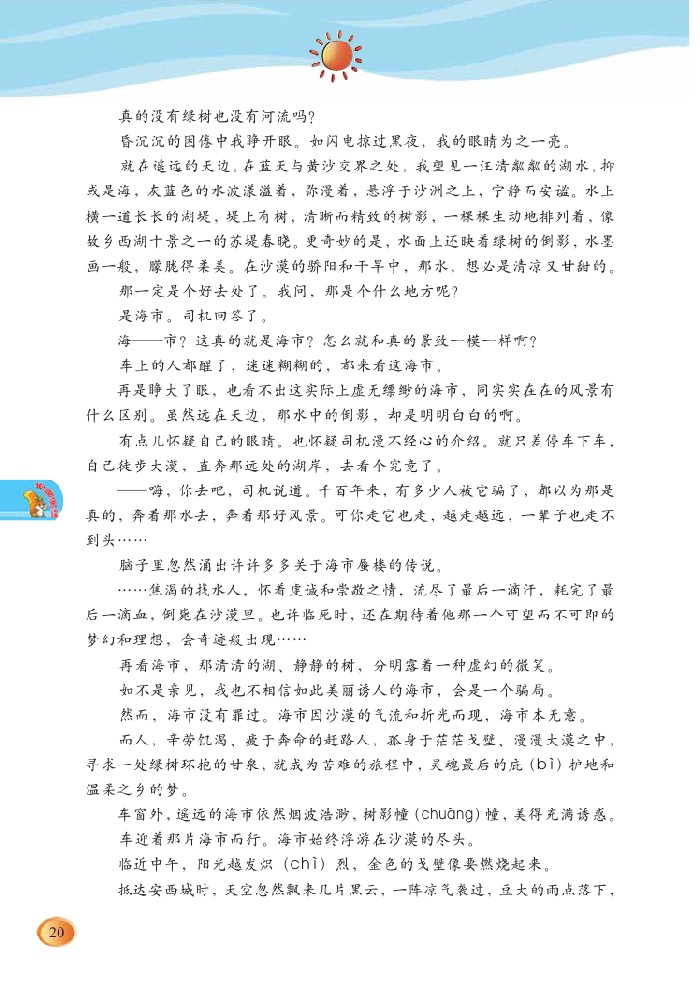 真的没有绿树也没有河流吗？
昏沉沉的困倦中我睁开眼。如闪电掠过黑夜，我的眼睛为之一亮。
就在遥远的天边，在蓝天与黄沙交界之处，我望见一汪清粼粼的湖水，抑
或是海，灰蓝色的水波漾溢着，弥漫着，悬浮于沙洲之上，宁静而安谧。水上
横一道长长的湖堤，堤上有树，清晰而精致的树影，一棵棵生动地排列着，像
故乡西湖十景之一的苏堤春晓。更奇妙的是，水面上还映着绿树的倒影，水墨
画一般，朦胧得柔美。在沙漠的骄阳和干旱中，那水，想必是清凉又甘甜的。
那一定是个好去处了。我问，那是个什么地方呢？
是海市。司机回答了。
海——市？这真的就是海市？怎么就和真的景致一模一样啊？
车上的人都醒了，迷迷糊糊的，都来看这海市。
再是睁大了眼，也看不出这实际上虚无缥缈的海市，同实实在在的风景有
什么区别。虽然远在天边，那水中的倒影，却是明明白白的啊。
有点儿怀疑自己的眼睛。也怀疑司机漫不经心的介绍。就只差停车下车，
自己徒步大漠，直奔那远处的湖岸，去看个究竟了。
——嗨，你去吧，司机说道。千百年来，有多少人被它骗了，都以为那是
真的，奔着那水去，奔着那好风景。可你走它也走，越走越远，一辈子也走不
到头……
脑子里忽然涌出许许多多关于海市蜃楼的传说。
……焦渴的找水人，怀着虔诚和崇敬之情，流尽了最后一滴汗，耗完了最
后一滴血，倒毙在沙漠里。也许临死时，还在期待着他那一个可望而不可即的
梦幻和理想，会奇迹般出现……
再看海市，那清清的湖、静静的树，分明露着一种虚幻的微笑。
如不是亲见，我也不相信如此美丽诱人的海市，会是一个骗局。
然而，海市没有罪过。海市因沙漠的气流和折光而现，海市本无意。
而人，辛劳饥渴、疲于奔命的赶路人，孤身于茫茫戈壁、漫漫大漠之中，
寻求一处绿树环抱的甘泉，就成为苦难的旅程中，灵魂最后的庇（bì）护地和
温柔之乡的梦。
车窗外，遥远的海市依然烟波浩渺，树影幢（chuāng）幢，美得充满诱惑。
车迎着那片海市而行。海市始终浮游在沙漠的尽头。
临近中午，阳光越发炽（chì）烈，金色的戈壁像要燃烧起来。
抵达安西城时，天空忽然飘来几片黑云，一阵凉气袭过，豆大的雨点落下，
20